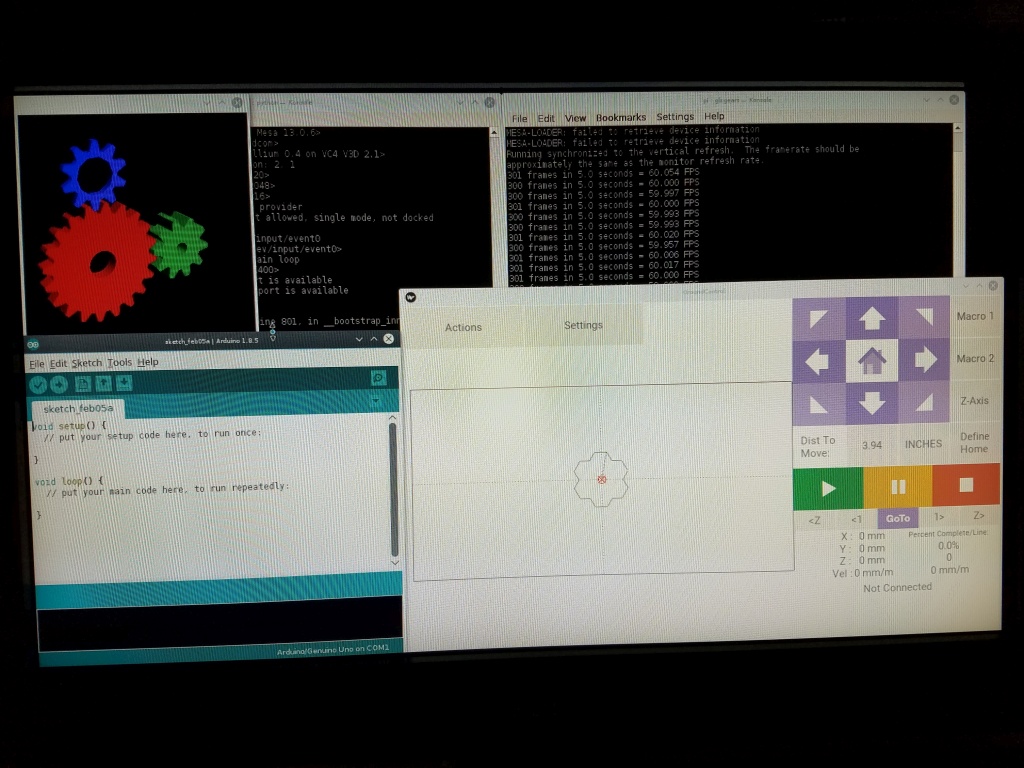 File Edit View Bookmarks Settings Help
Mesa 13.0.6>
dcon>
llium 0.4 on VC4 V3D 2.1>
on: 2. 1
20>
048>
16>
provider
t allowed. single mode, not docked
input/event0
ev/input/event0>
ain loop
400>
t is available
port is available
ine 801. in __bootstrap_inn
MESA-LOADER: failed to retrieve device information
MESA-LOADER: failed to retrieve device information
Running synchronized to the vertical refresh. The framerate should be
approximately the same as the monitor refresh rate.
301 frames in 5.0 seconds = 60.054 FPS
300 frames in 5.0 seconds = 60.000 FPS
300 frames in 5.0 seconds = 59.997 FPS
301 frames in 5.0 seconds = 60.000 FPS
300 frames in 5.0 seconds = 59.993 FPS
300 frames in 5.0 seconds = 59.993 FPS
301 frames in 5.0 seconds = 60.020 FPS
300 frames in 5.0 seconds = 59.957 FPS
301 frames in 5.0 seconds = 60.006 FPS
301 frames in 5.0 seconds = 60.017 FPS
301 frames in 5.0 seconds = 60.000 FPS
sketch_feb05a | Arduino 1.8.5
File Edit Sketch Tools Help
sketch_feb05a
void setup() {
// put your setup code here, to run once:
}
void loop() {
// put your main code here, to run repeatedly:
}
Arduino/Genuino Uno on COM1
Actions Settings
Macro 1
Macro 2
Z-Axis
Dist To Move: 3.94 INCHES Define Home
<Z <1 GoTo 1> Z>
X : 0 mm Percent Complete/Line:
Y : 0 mm 0.0%
Z : 0 mm 0
Vel : 0 mm/m 0 mm/m
Not Connected